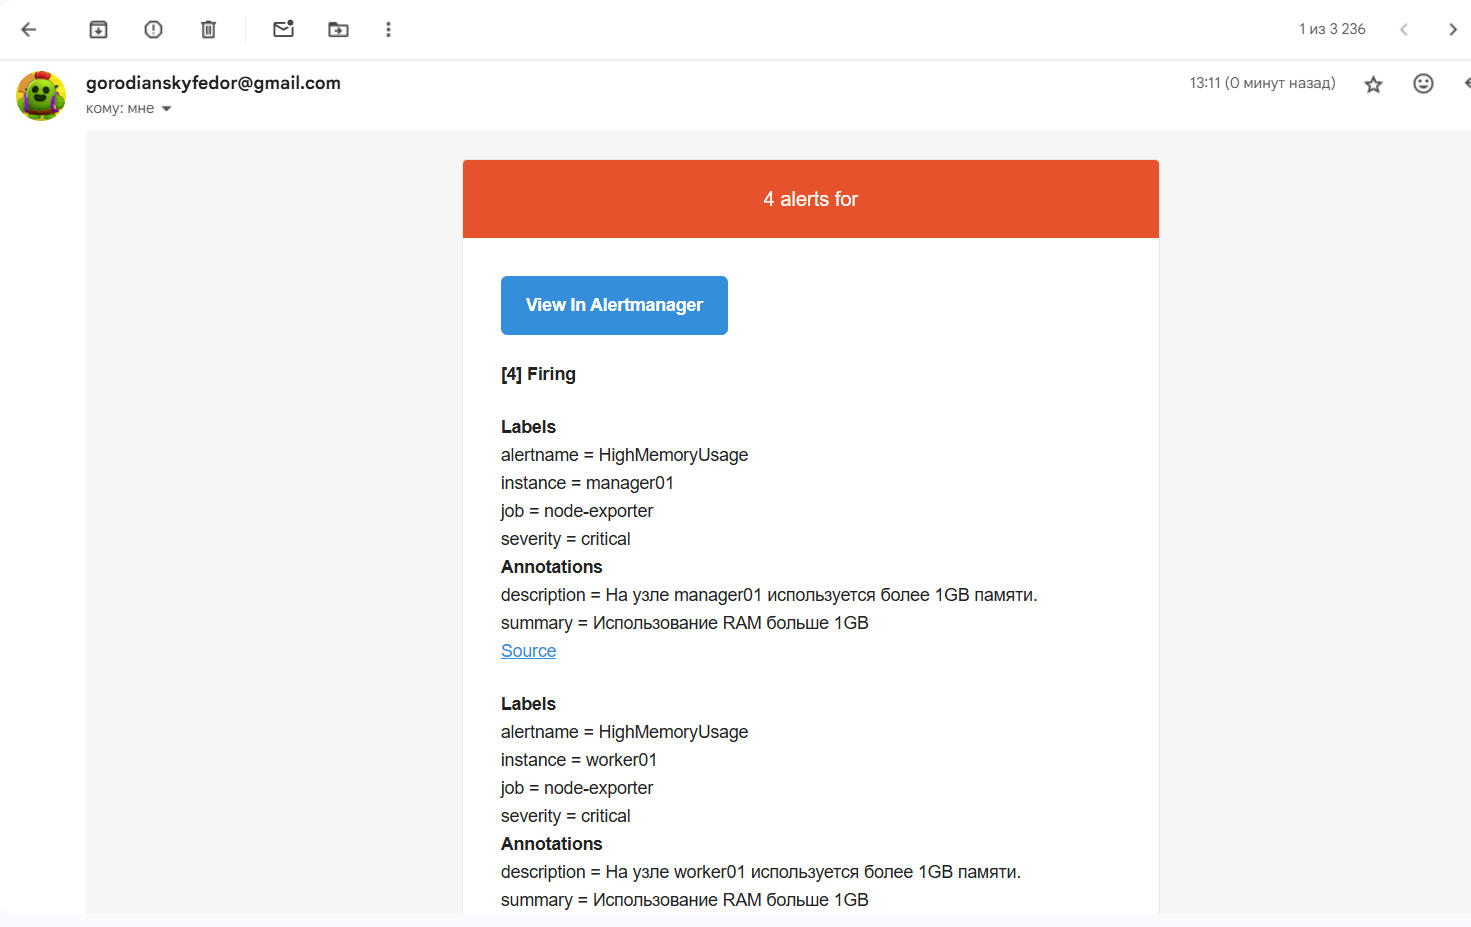 1 из 3 236
gorodianskyfedor@gmail.com
13:11 (0 минут назад)
кому: мне
4 alerts for
View In Alertmanager
[4] Firing
Labels
alertname = HighMemoryUsage
instance = manager01
job = node-exporter
severity = critical
Annotations
description = На узле manager01 используется более 1GB памяти.
summary = Использование RAM больше 1GB
Source
Labels
alertname = HighMemoryUsage
instance = worker01
job = node-exporter
severity = critical
Annotations
description = На узле worker01 используется более 1GB памяти.
summary = Использование RAM больше 1GB